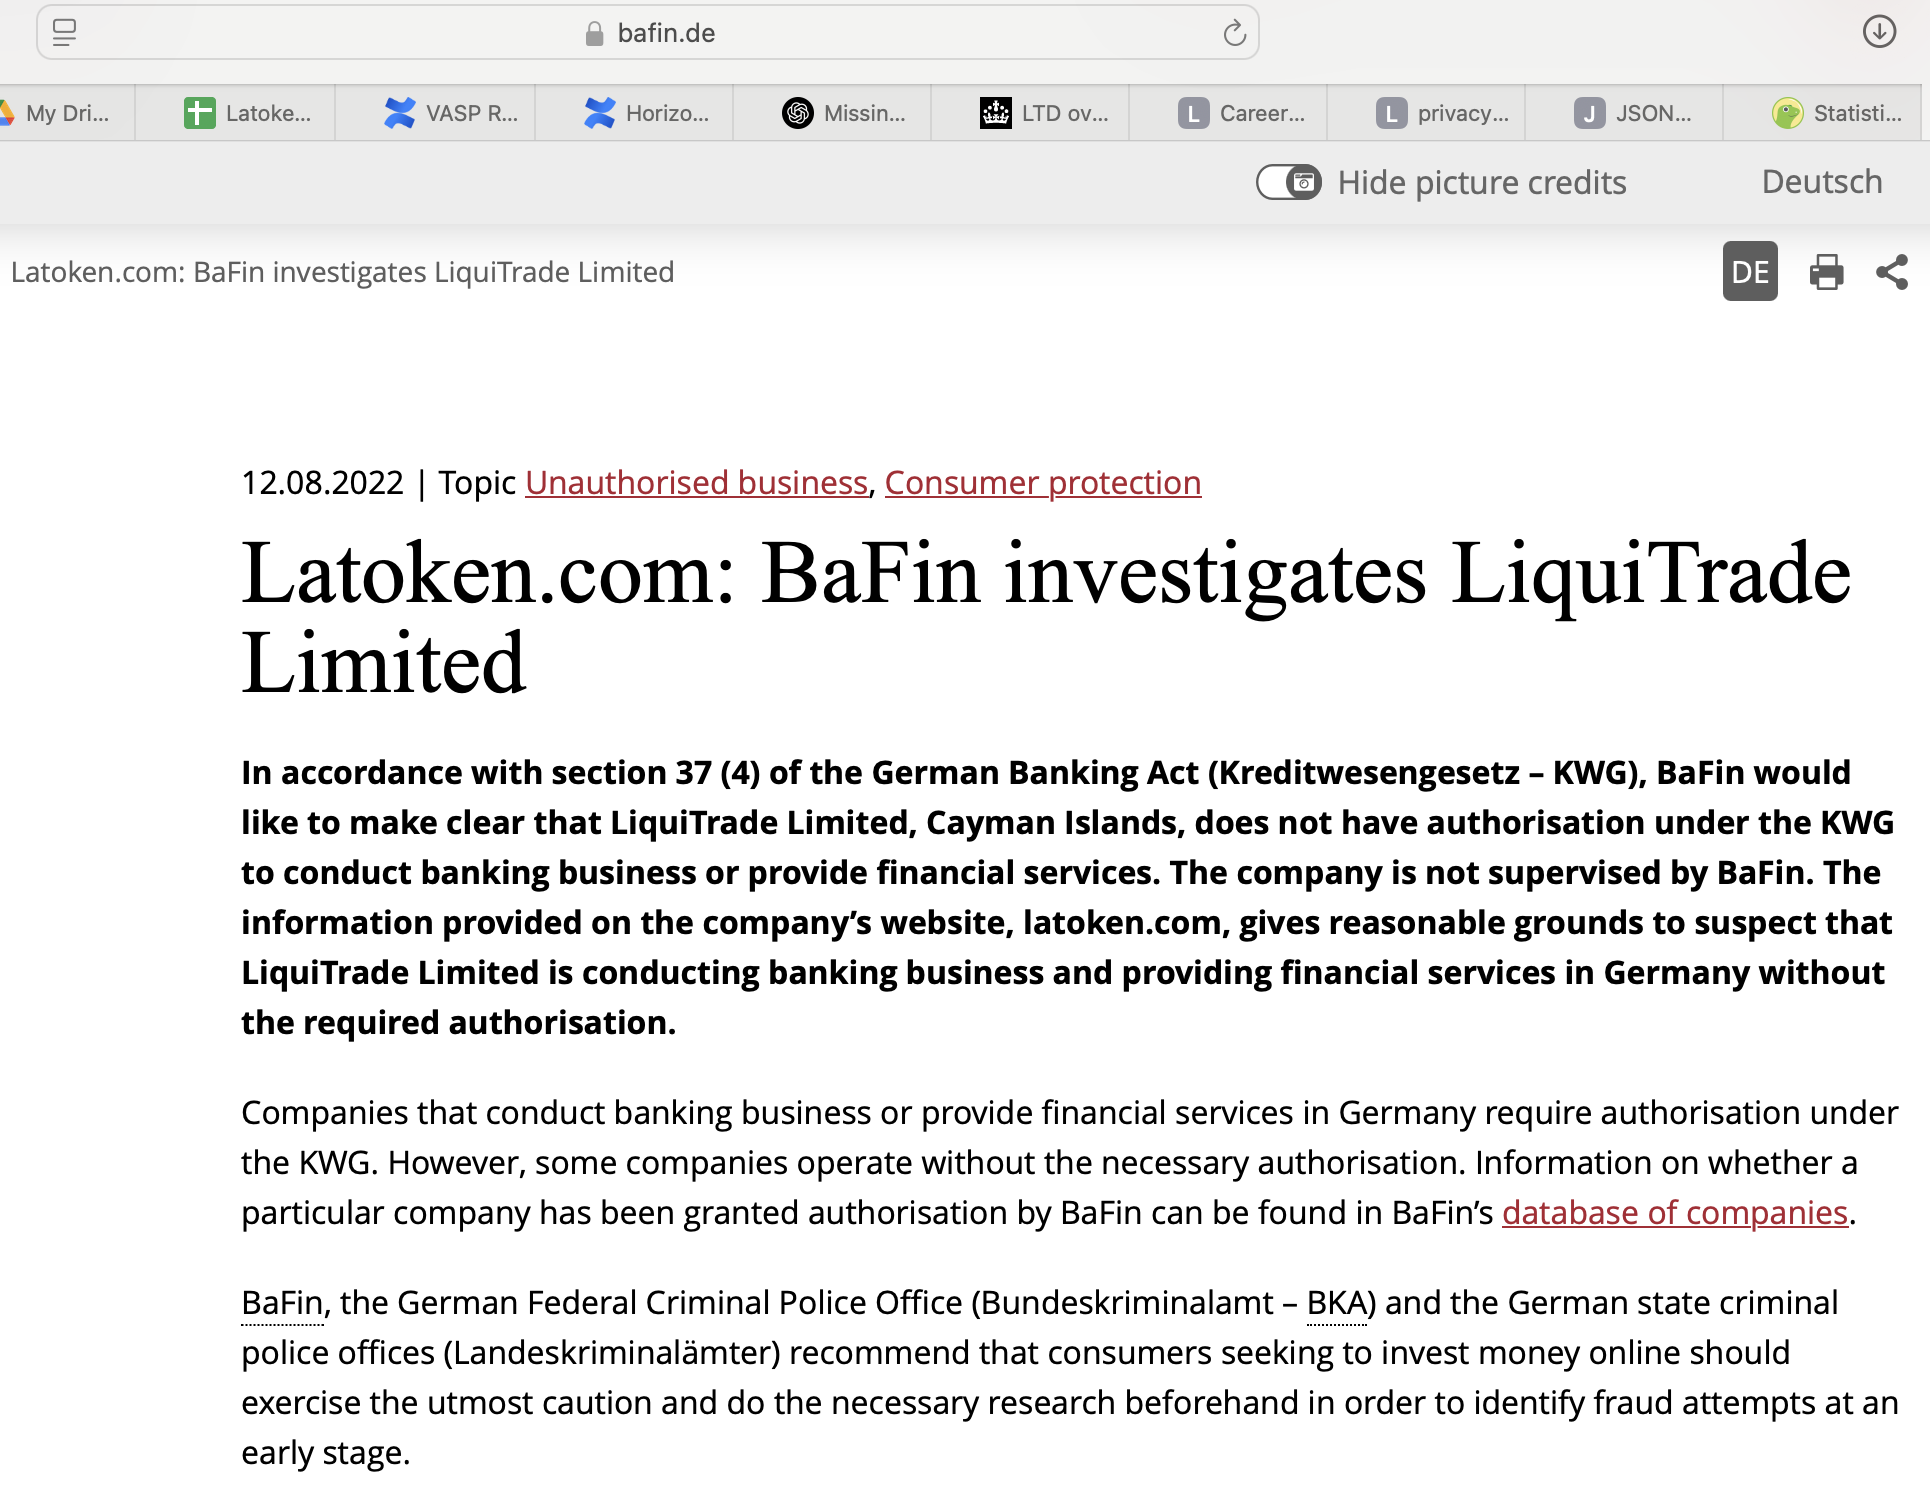 bafin.de
My Dri...
Latoke...
VASP R...
Horizo...
Missin...
LTD ov...
L
Career...
L
privacy...
J
JSON...
Statisti...
Hide picture credits
Deutsch
Latoken.com: BaFin investigates LiquiTrade Limited
DE
12.08.2022 | Topic Unauthorised business, Consumer protection
Latoken.com: BaFin investigates LiquiTrade
Limited
In accordance with section 37 (4) of the German Banking Act (Kreditwesengesetz – KWG), BaFin would
like to make clear that LiquiTrade Limited, Cayman Islands, does not have authorisation under the KWG
to conduct banking business or provide financial services. The company is not supervised by BaFin. The
information provided on the company’s website, latoken.com, gives reasonable grounds to suspect that
LiquiTrade Limited is conducting banking business and providing financial services in Germany without
the required authorisation.
Companies that conduct banking business or provide financial services in Germany require authorisation under
the KWG. However, some companies operate without the necessary authorisation. Information on whether a
particular company has been granted authorisation by BaFin can be found in BaFin’s database of companies.
BaFin, the German Federal Criminal Police Office (Bundeskriminalamt – BKA) and the German state criminal
police offices (Landeskriminalämter) recommend that consumers seeking to invest money online should
exercise the utmost caution and do the necessary research beforehand in order to identify fraud attempts at an
early stage.